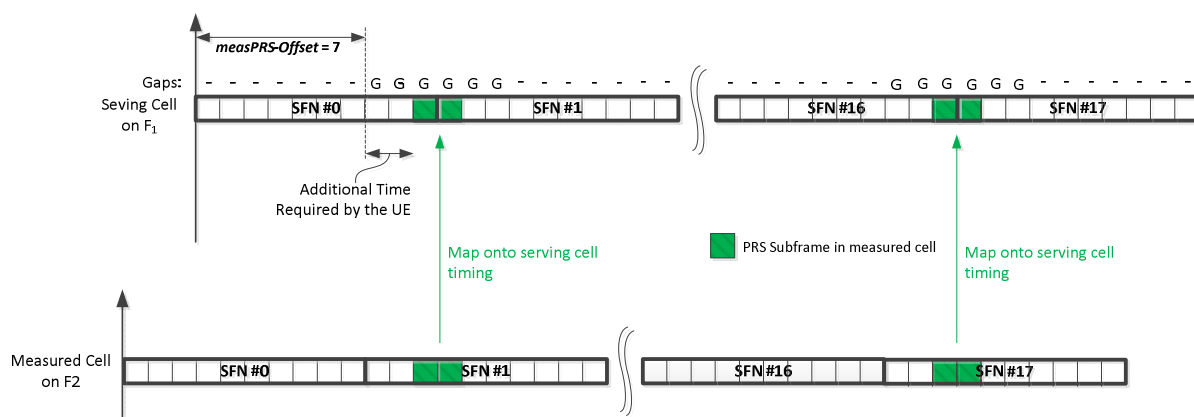 measPRS-Offset = 7
Gaps: - - - - - - - G G G G G G - - - - - - - - - - - - - - G G G G G G - - - - - - -
Seving Cell
on F1
SFN #0
SFN #1
SFN #16
SFN #17
Additional Time
Required by the UE
Map onto serving cell
timing
PRS Subframe in measured cell
Map onto serving cell
timing
Measured Cell
on F2
SFN #0
SFN #1
SFN #16
SFN #17